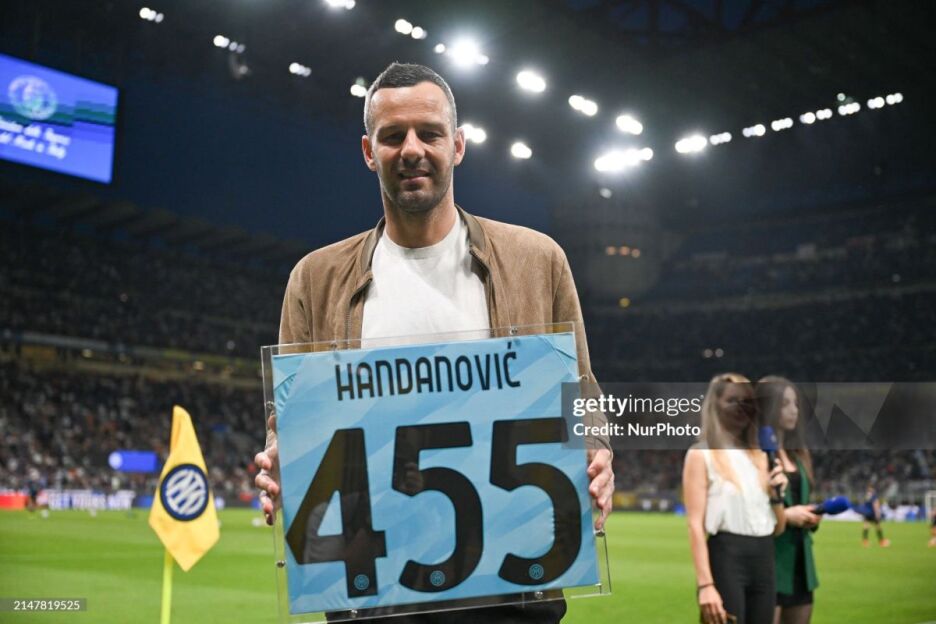 HANDANOVIĆ
455
gettyimages®
Credit: NurPhoto
2147819525